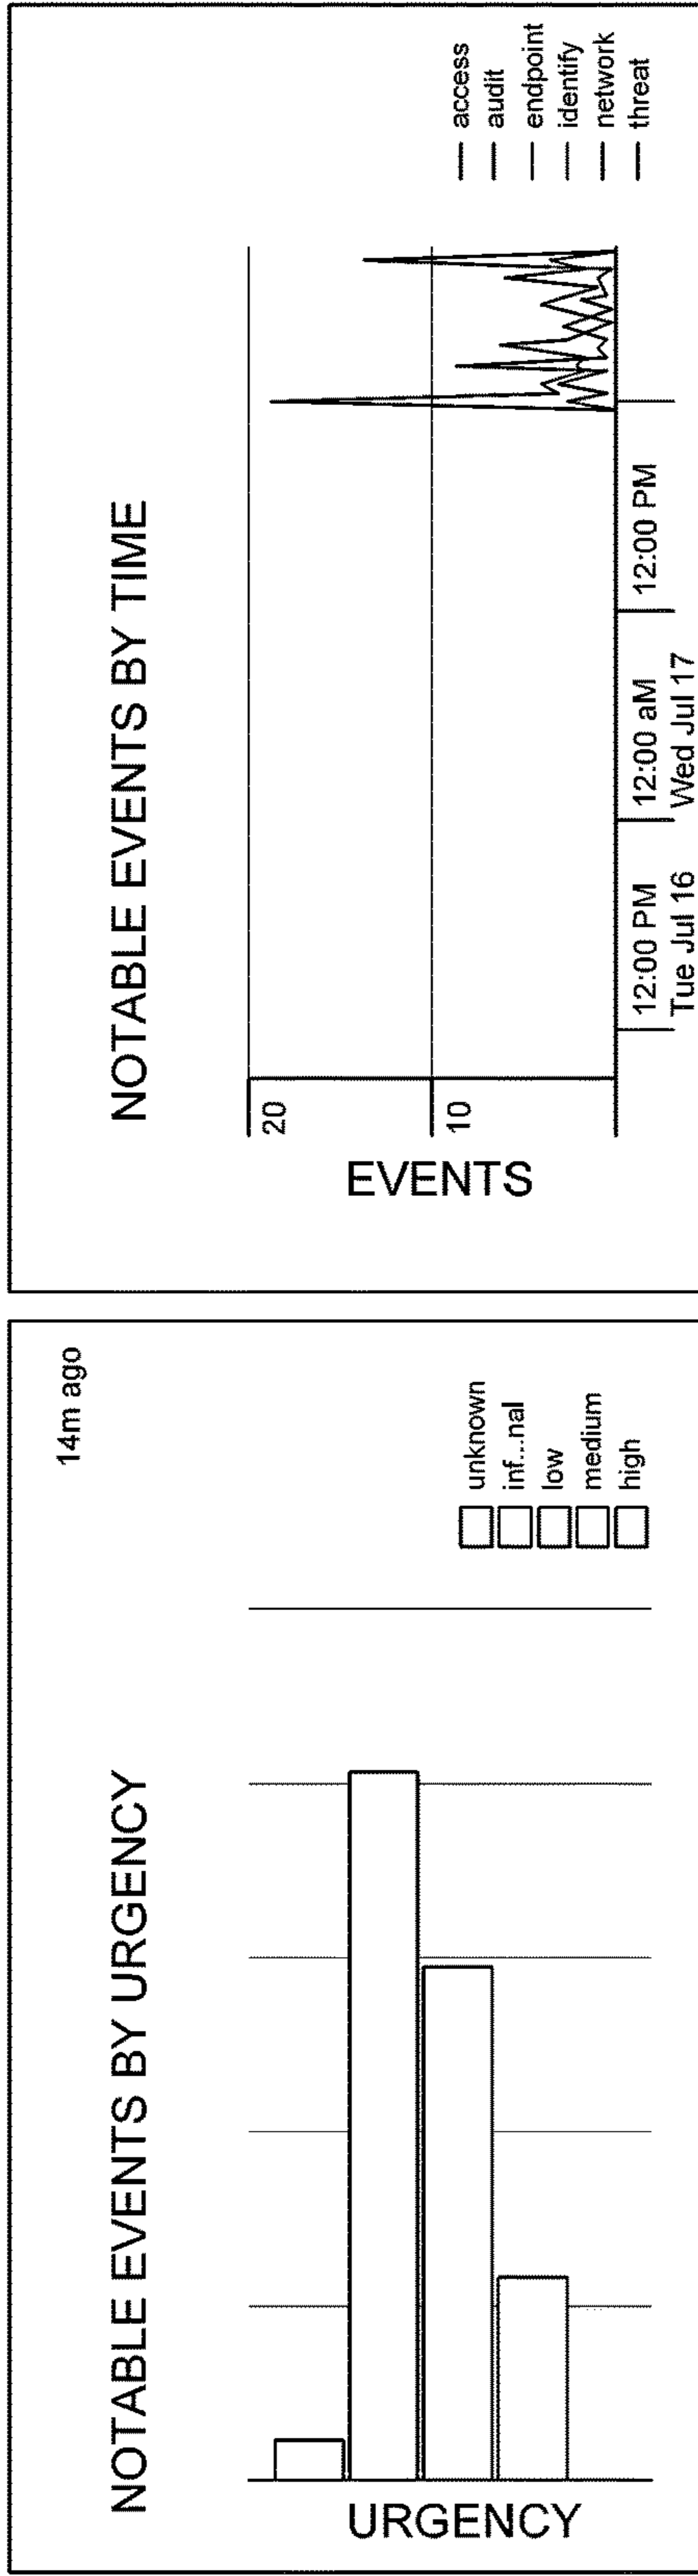 NOTABLE EVENTS BY URGENCY
14m ago
URGENCY
unknown
inf...nal
low
medium
high
NOTABLE EVENTS BY TIME
EVENTS
20
10
12:00 PM
Tue Jul 16
12:00 aM
Wed Jul 17
12:00 PM
access
audit
endpoint
identify
network
threat